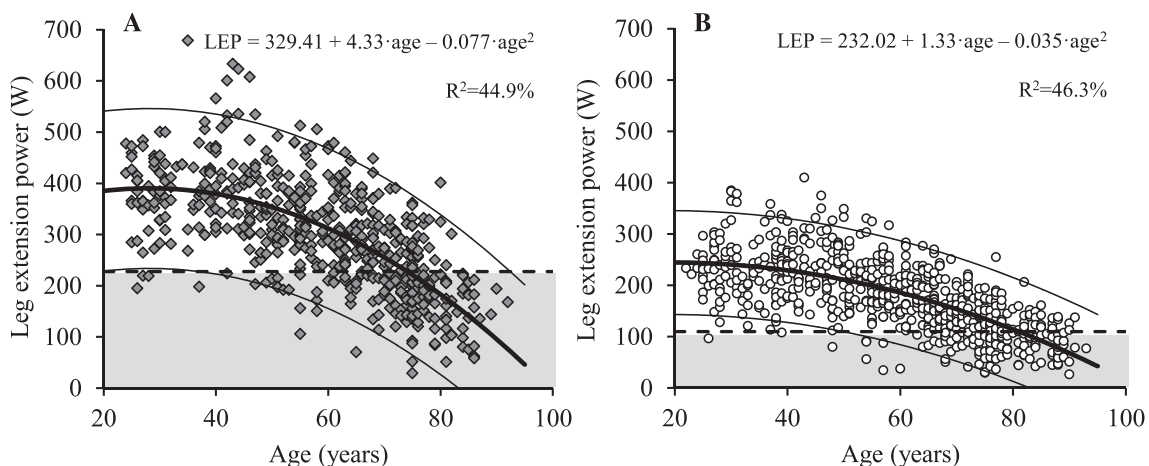 A
LEP = 329.41 + 4.33·age – 0.077·age²
R²=44.9%
Leg extension power (W)
700
600
500
400
300
200
100
0
20 40 60 80 100
Age (years)
B
LEP = 232.02 + 1.33·age – 0.035·age²
R²=46.3%
Leg extension power (W)
700
600
500
400
300
200
100
0
20 40 60 80 100
Age (years)